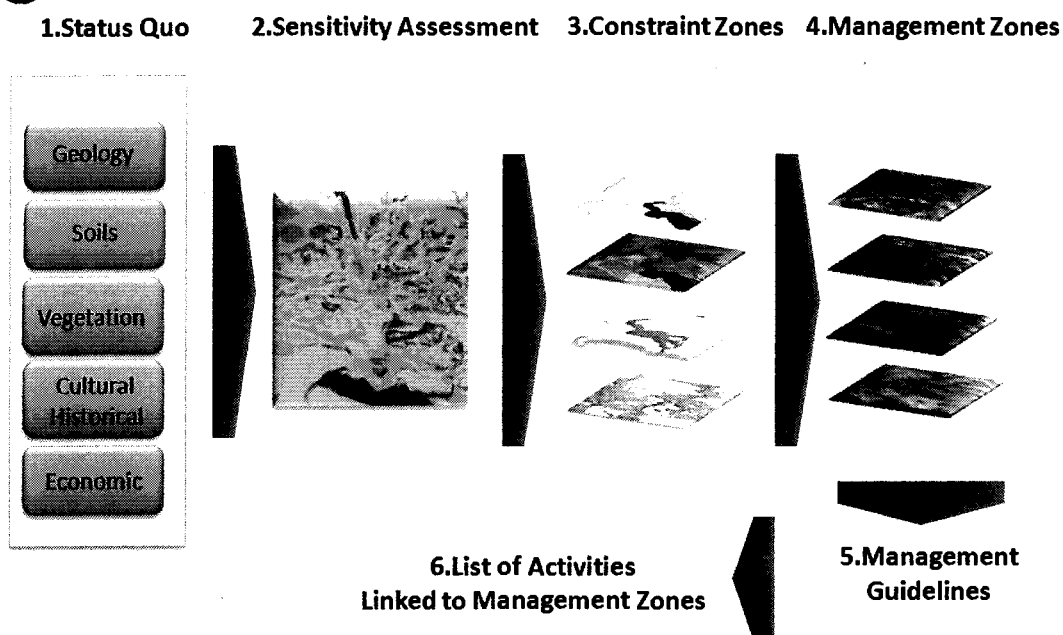 1.Status Quo
2.Sensitivity Assessment
3.Constraint Zones
4.Management Zones
Geology
Soils
Vegetation
Cultural
Historical
Economic
5.Management
Guidelines
6.List of Activities
Linked to Management Zones